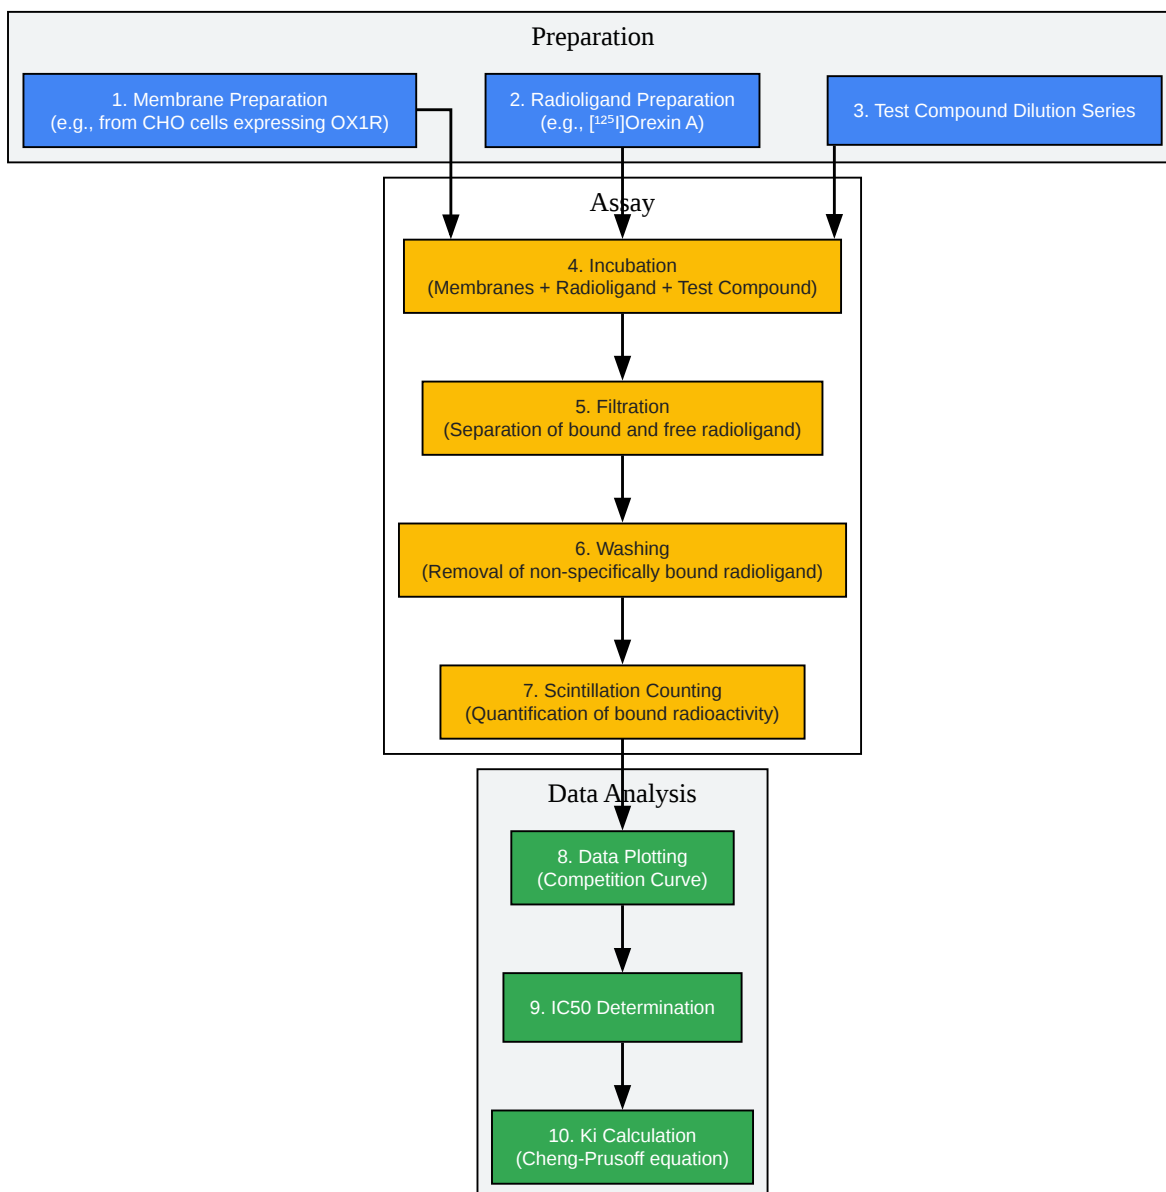 Preparation
1. Membrane Preparation
(e.g., from CHO cells expressing OX1R)
2. Radioligand Preparation
(e.g., [¹²⁵I]Orexin A)
3. Test Compound Dilution Series
Assay
4. Incubation
(Membranes + Radioligand + Test Compound)
5. Filtration
(Separation of bound and free radioligand)
6. Washing
(Removal of non-specifically bound radioligand)
7. Scintillation Counting
(Quantification of bound radioactivity)
Data Analysis
8. Data Plotting
(Competition Curve)
9. IC50 Determination
10. Ki Calculation
(Cheng-Prusoff equation)